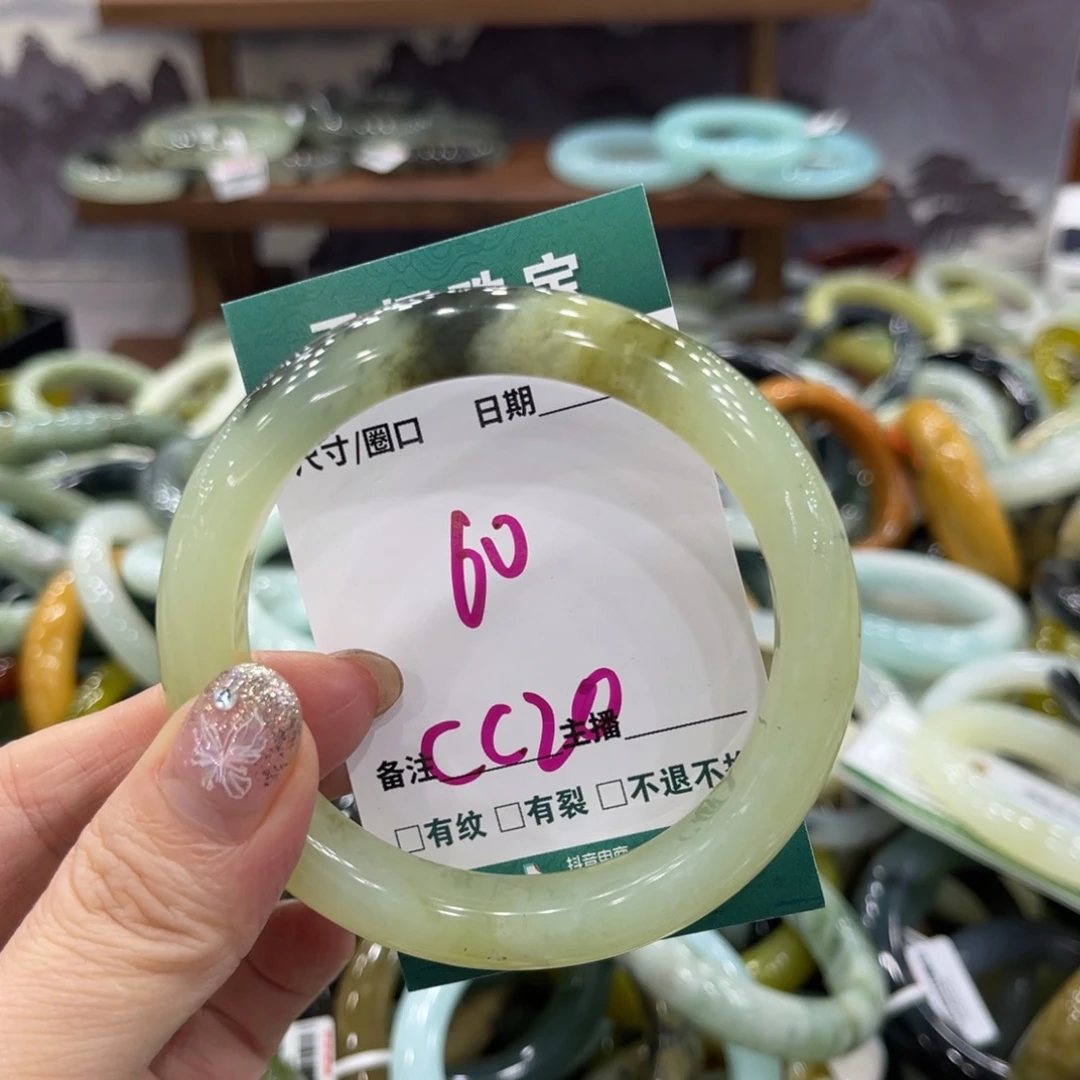 尺寸/圈口 日期
60
CC20
备注 主播
□有纹 □有裂 □不退不
抖音电商